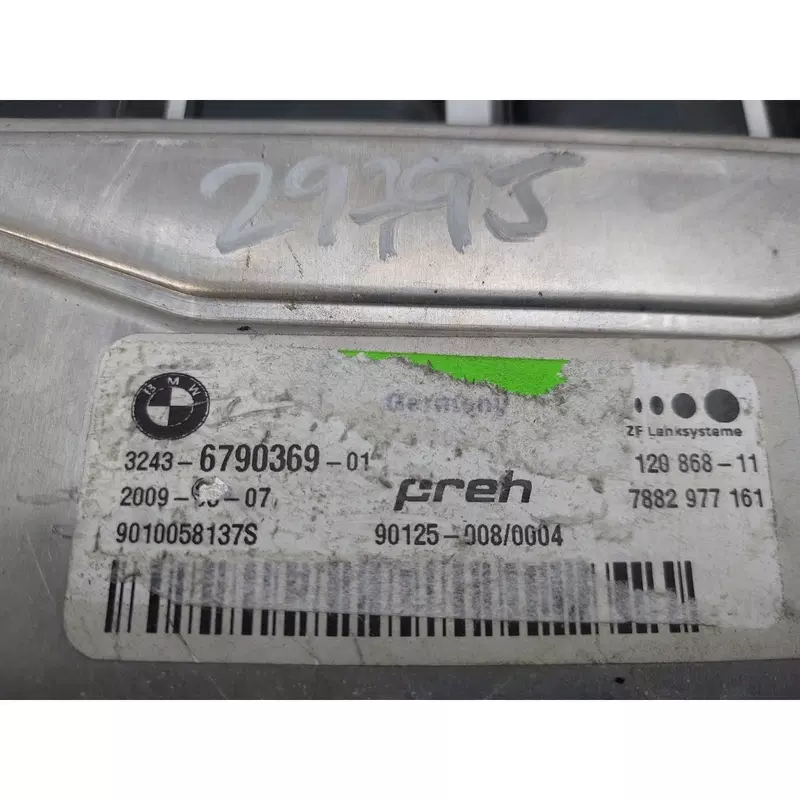 29795
BMW
Germany
ZF Lenksysteme
3243-6790369-01
120 868-11
preh
7882 977 161
9010058137S
90125-008/0004